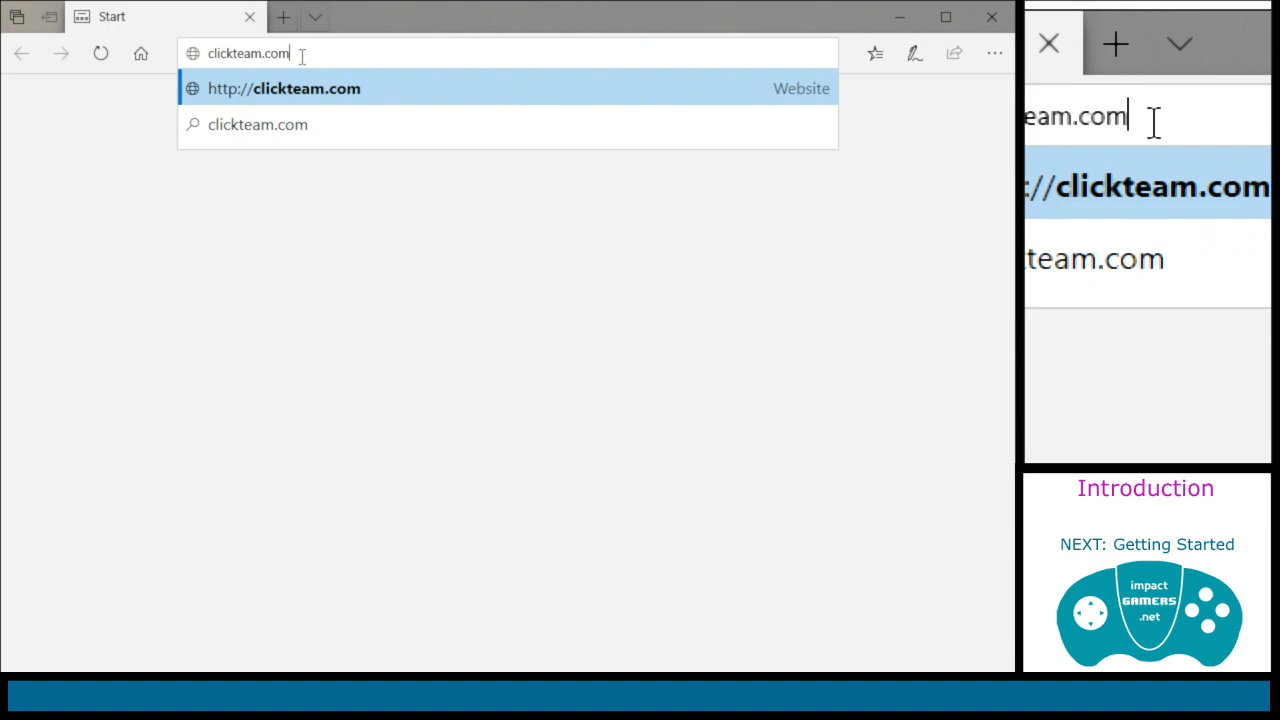 Start
clickteam.com
http://clickteam.com Website
clickteam.com
eam.com
://clickteam.com
kteam.com
Introduction
NEXT: Getting Started
impact
GAMERS
.net